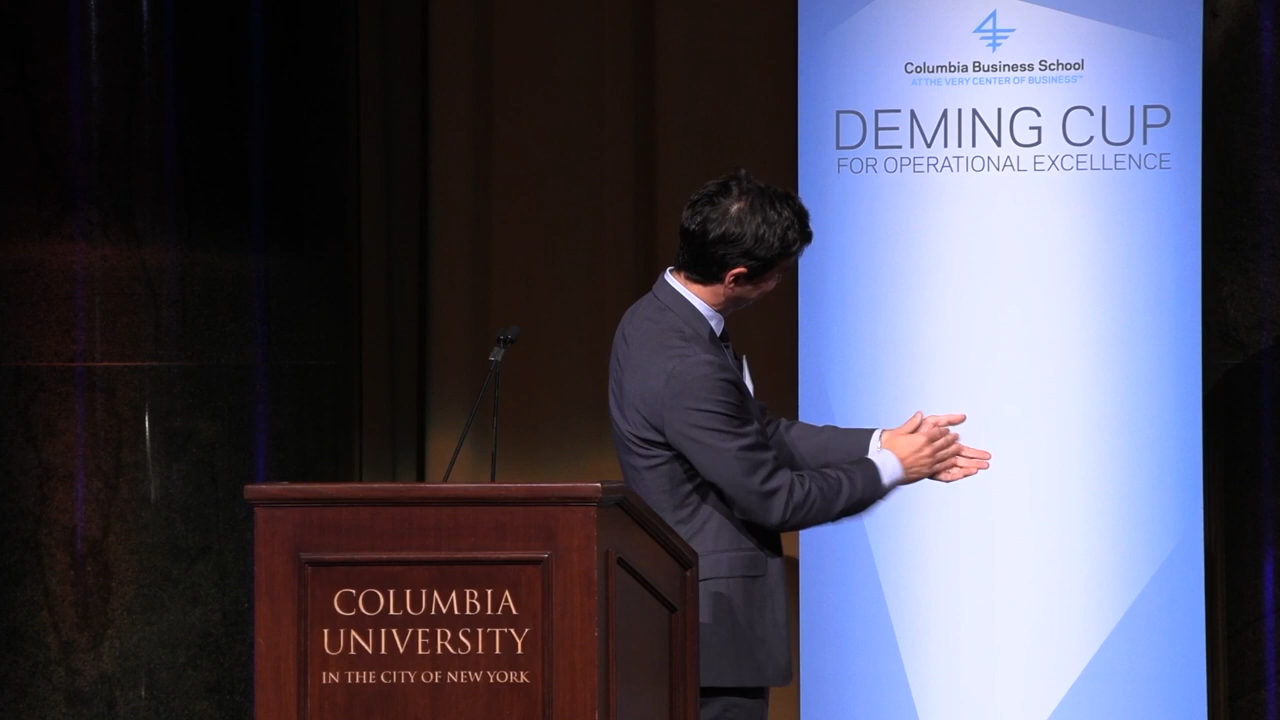 Columbia Business School
AT THE VERY CENTER OF BUSINESS™
DEMING CUP
FOR OPERATIONAL EXCELLENCE
COLUMBIA
UNIVERSITY
IN THE CITY OF NEW YORK